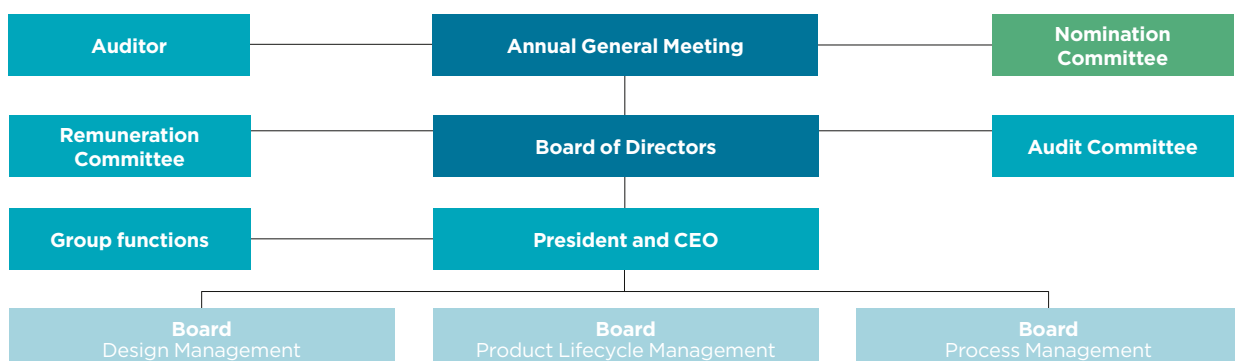 Auditor
Annual General Meeting
Nomination
Committee
Remuneration
Committee
Board of Directors
Audit Committee
Group functions
President and CEO
Board
Design Management
Board
Product Lifecycle Management
Board
Process Management